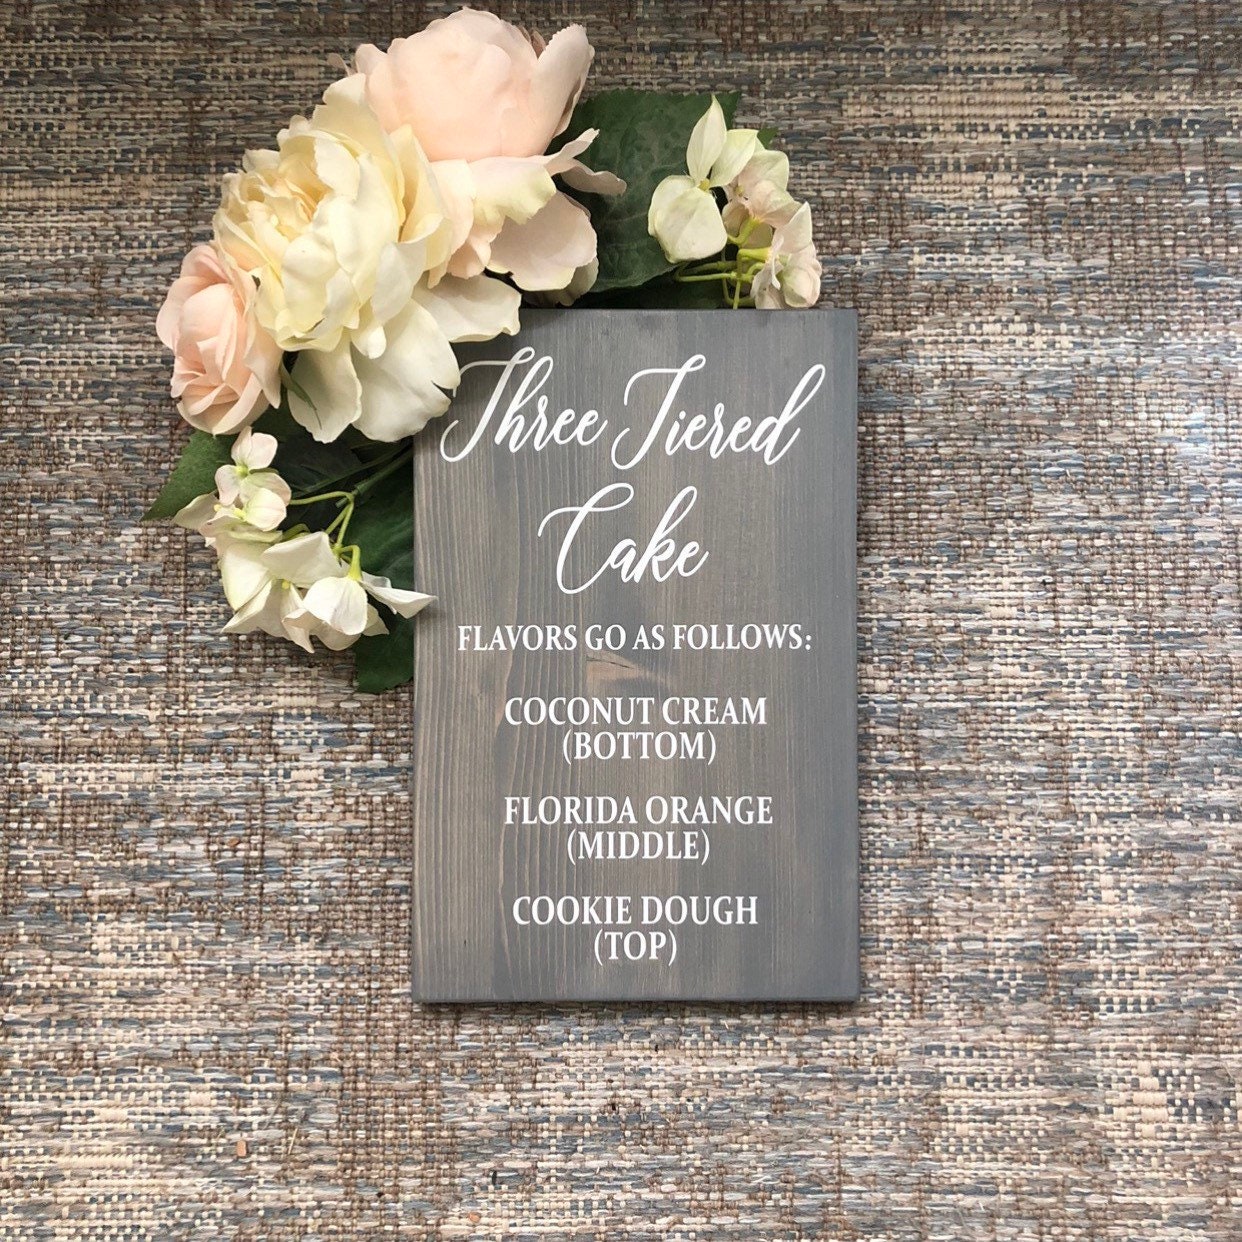 Three Tiered
Cake
FLAVORS GO AS FOLLOWS:
COCONUT CREAM
(BOTTOM)
FLORIDA ORANGE
(MIDDLE)
COOKIE DOUGH
(TOP)